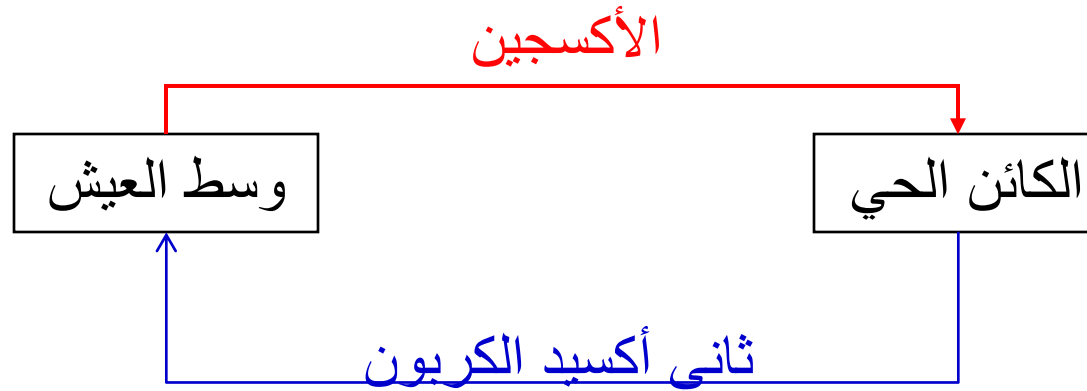 الأكسجين
الكائن الحي
وسط العيش
ثاني أكسيد الكربون